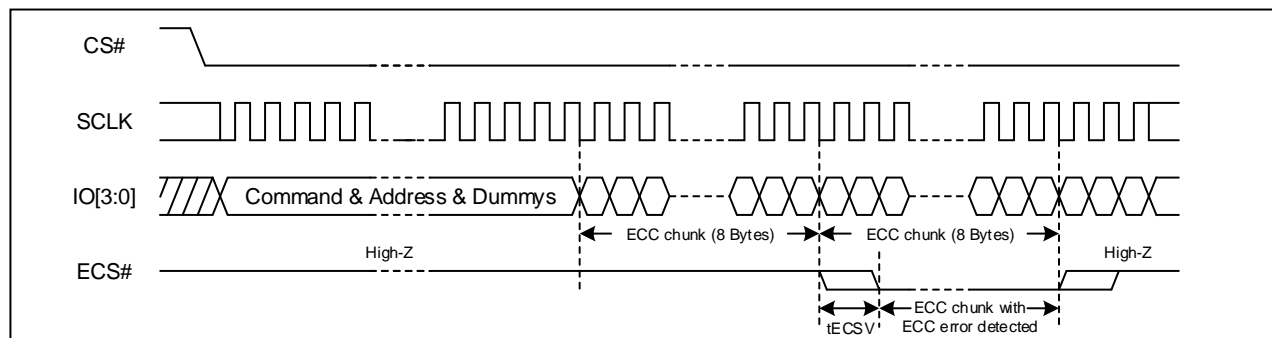 CS#
SCLK
IO[3:0]
Command & Address & Dummys
ECC chunk (8 Bytes)
ECC chunk (8 Bytes)
High-Z
High-Z
ECS#
tECSV
ECC chunk with
ECC error detected